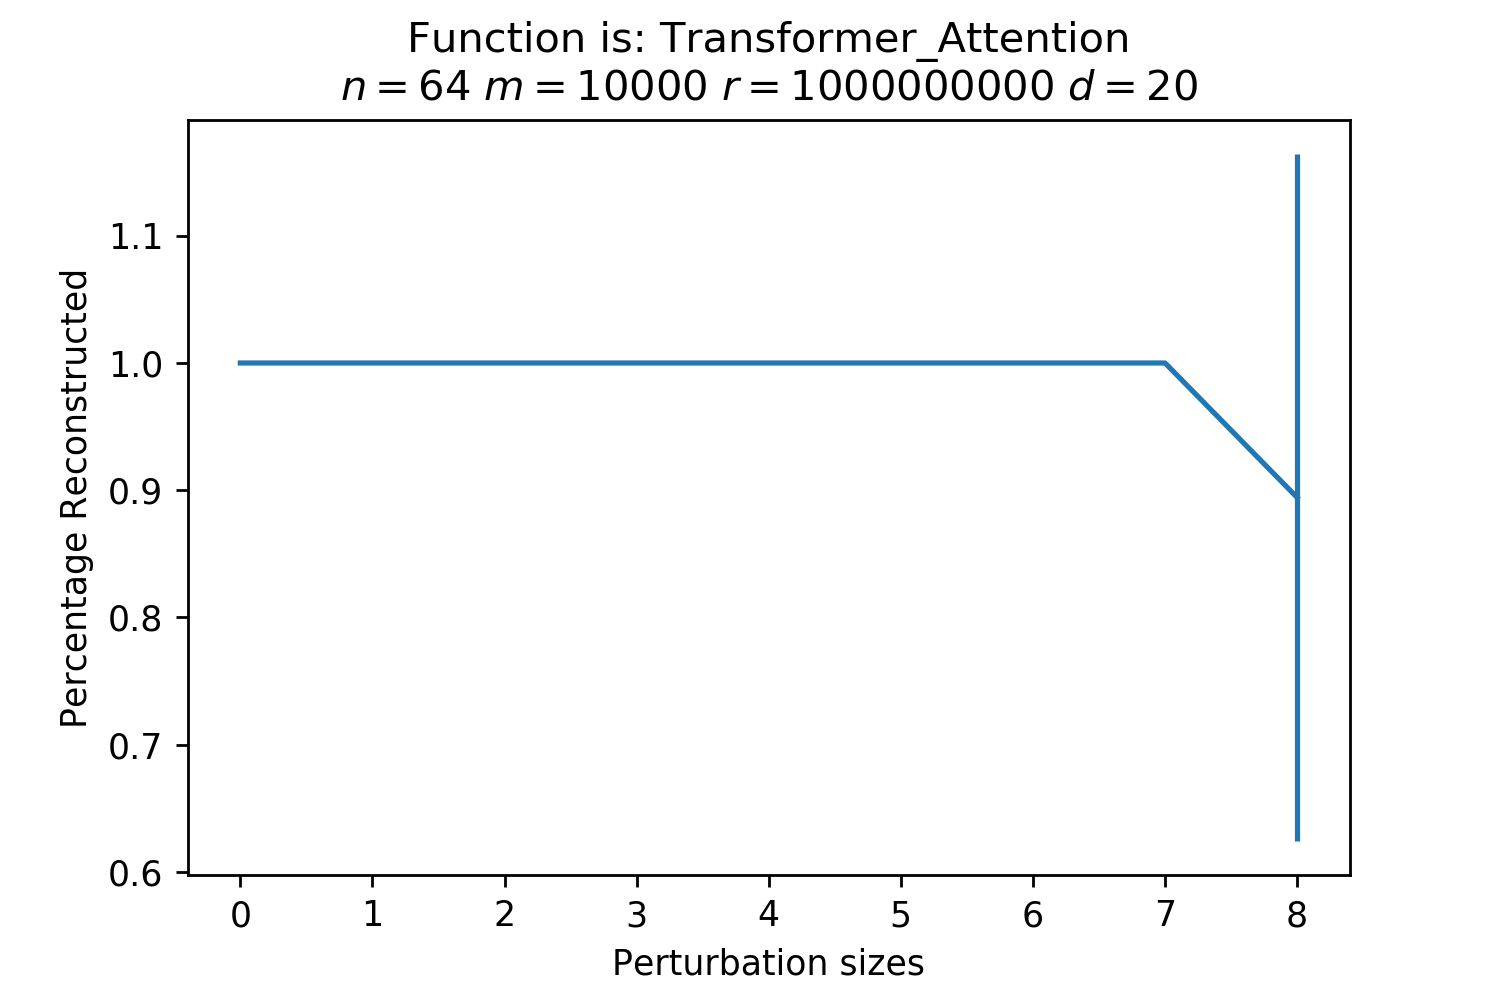 Function is: Transformer_Attention
n = 64 m = 10000 r = 1000000000 d = 20
Percentage Reconstructed
1.1
1.0
0.9
0.8
0.7
0.6
0 1 2 3 4 5 6 7 8
Perturbation sizes